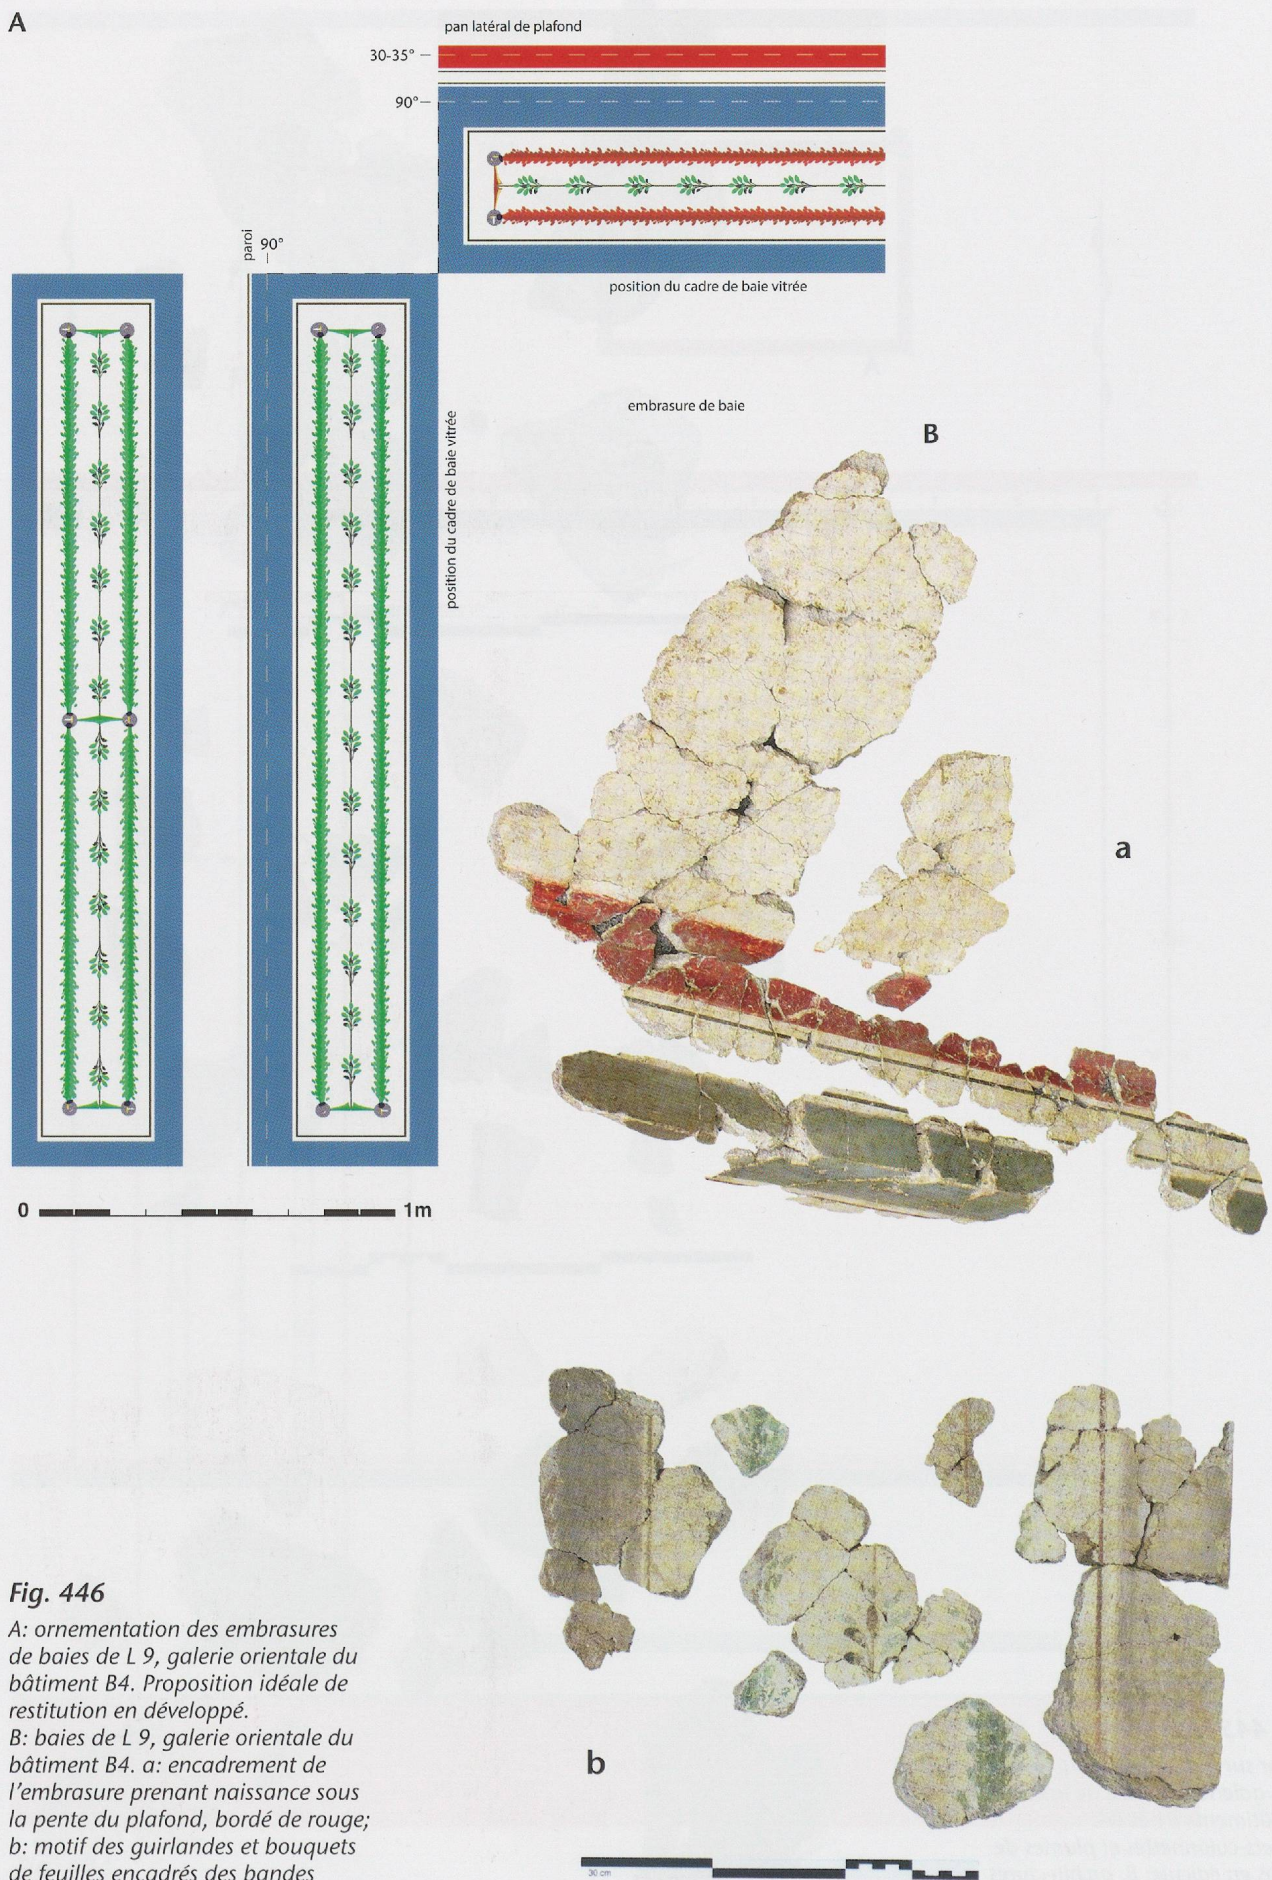 A
pan latéral de plafond
30-35°
90°
paroi
90°
position du cadre de baie vitrée
position du cadre de baie vitrée
embrasure de baie
B
a
0
1m
Fig. 446
A: ornementation des embrasures
de baies de L 9, galerie orientale du
bâtiment B4. Proposition idéale de
restitution en développé.
B: baies de L 9, galerie orientale du
bâtiment B4. a: encadrement de
l'embrasure prenant naissance sous
la pente du plafond, bordé de rouge;
b: motif des guirlandes et bouquets
de feuilles encadrés des bandes
b
30 cm